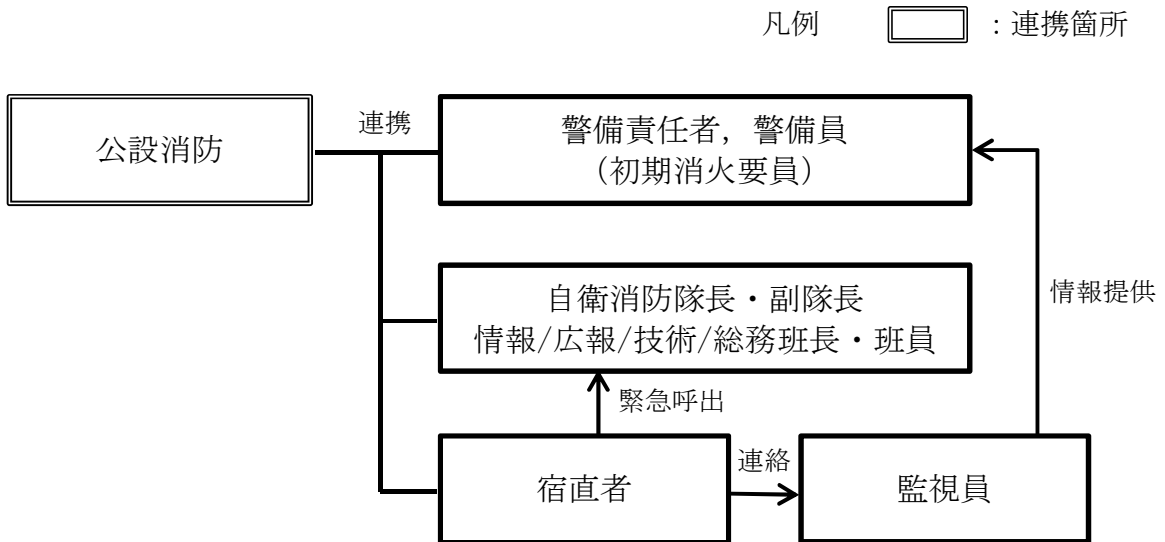 凡例 ：連携箇所
公設消防
連携
警備責任者，警備員
（初期消火要員）
自衛消防隊長・副隊長
情報/広報/技術/総務班長・班員
情報提供
緊急呼出
宿直者
連絡
監視員